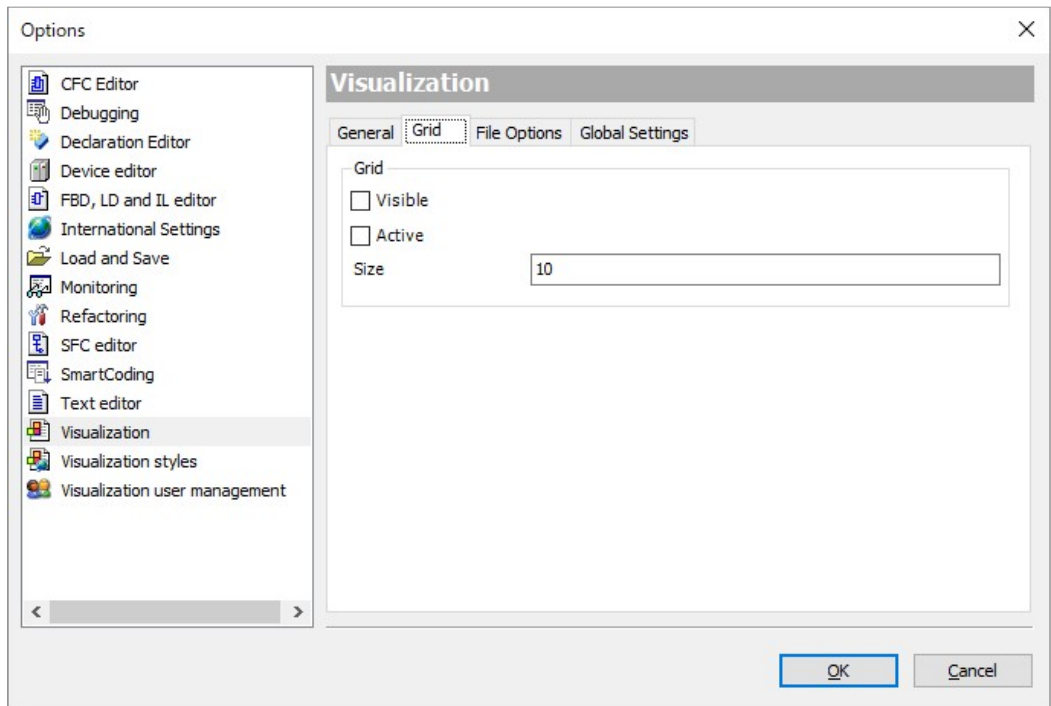 Options
CFC Editor
Debugging
Declaration Editor
Device editor
FBD, LD and IL editor
International Settings
Load and Save
Monitoring
Refactoring
SFC editor
SmartCoding
Text editor
Visualization
Visualization styles
Visualization user management
Visualization
General Grid File Options Global Settings
Grid
Visible
Active
Size 10
OK Cancel